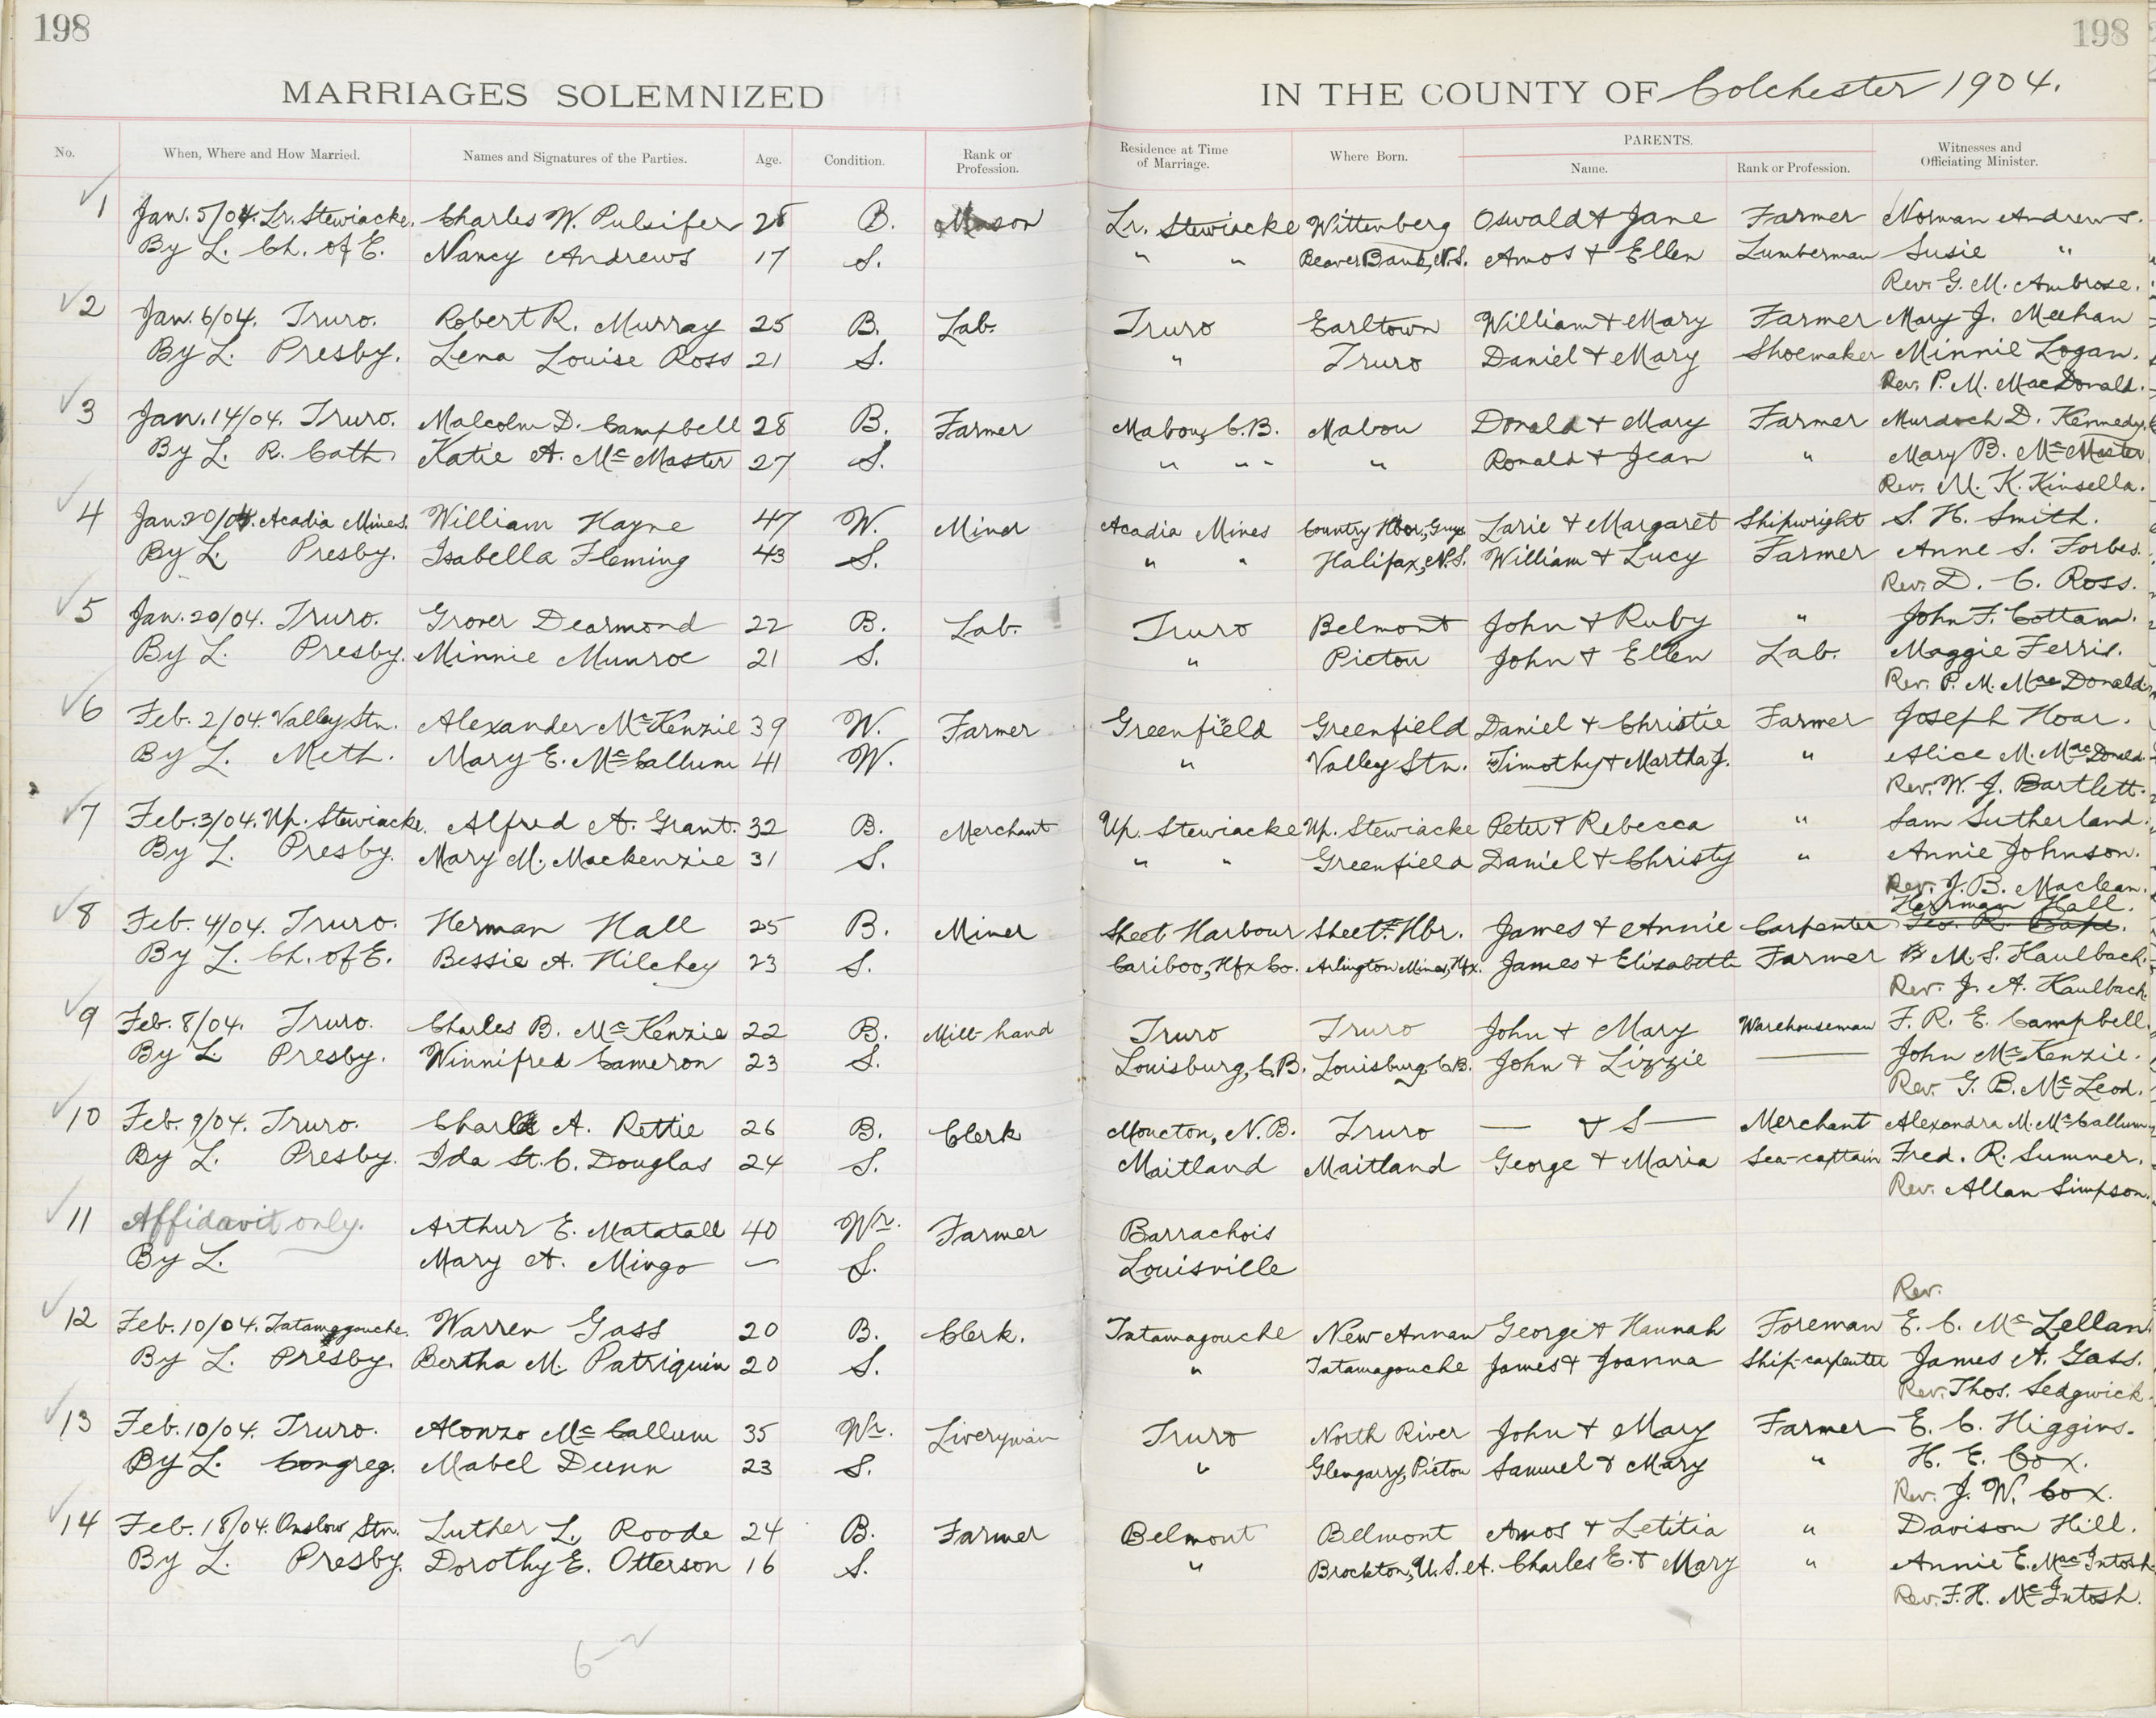 198
198
MARRIAGES SOLEMNIZED IN THE COUNTY OF Colchester 1904.
No. When, Where and How Married. Names and Signatures of the Parties. Age. Condition. Rank or Profession. Residence at Time of Marriage. Where Born. PARENTS. Name. Rank or Profession. Witnesses and Officiating Minister.
1 Jan. 5/04. Lr. Stewiacke. Charles W. Pulsifer 28 B. Mason Lr. Stewiacke Wittenberg Oswald & Jane Farmer Norman Andrews.
By L. Ch. of E. Nancy Andrews 17 S. " " Beaver Bank, N.S. Amos & Ellen Lumberman Susie "
Rev. G. M. Ambrose.
2 Jan. 6/04. Truro. Robert R. Murray 25 B. Lab. Truro Earltown William & Mary Farmer Mary J. Meehan
By L. Presby. Lena Louise Ross 21 S. " Truro Daniel & Mary Shoemaker Minnie Logan.
Rev. P. M. MacDonald.
3 Jan. 14/04. Truro. Malcolm D. Campbell 28 B. Farmer Mabou, C.B. Mabou Donald & Mary Farmer Murdoch D. Kennedy.
By L. R. Cath. Katie A. McMaster 27 S. " " " " Ronald & Jean " Mary B. McMaster
Rev. M. K. Kinsella.
4 Jan. 20/04. Acadia Mines. William Hayne 47 W. Miner Acadia Mines Country Hbor., Guys Larie & Margaret Shipwright S. H. Smith.
By L. Presby. Isabella Fleming 43 S. " " Halifax, N.S. William & Lucy Farmer Anne S. Forbes.
Rev. D. C. Ross.
5 Jan. 20/04. Truro. Grover Dearmond 22 B. Lab. Truro Belmont John & Ruby " John F. Cottam.
By L. Presby. Minnie Munroe 21 S. " Pictou John & Ellen Lab. Maggie Ferris.
Rev. P. M. MacDonald.
6 Feb. 2/04. Valley Stn. Alexander McKenzie 39 W. Farmer Greenfield Greenfield Daniel & Christie Farmer Joseph Hoar.
By L. Meth. Mary E. McCallum 41 W. " Valley Stn. Timothy & Martha J. " Alice M. MacDonald
Rev. W. J. Bartlett.
7 Feb. 3/04. Up. Stewiacke. Alfred A. Grant. 32 B. Merchant Up. Stewiacke Up. Stewiacke Peter & Rebecca " Sam Sutherland.
By L. Presby. Mary M. Mackenzie 31 S. " " Greenfield Daniel & Christy " Annie Johnson.
Rev. J. B. Maclean.
Herman Hall.
8 Feb. 4/04. Truro. Herman Hall 25 B. Miner Sheet Harbour Sheet Hbr. James & Annie Carpenter
By L. Ch. of E. Bessie A. Hilchey 23 S. Cariboo, Hfx Co. Arlington Mines, Hfx. James & Elizabeth Farmer M. S. Kaulbach.
Rev. J. A. Kaulbach.
9 Feb. 8/04. Truro. Charles B. McKenzie 22 B. Mill-hand Truro Truro John & Mary Warehouseman F. R. E. Campbell.
By L. Presby. Winnifred Cameron 23 S. Louisburg, C.B. Louisburg C.B. John & Lizzie — John McKenzie.
Rev. G. B. McLeod.
10 Feb. 9/04. Truro. Charles A. Rettie 26 B. Clerk Moncton, N.B. Truro — & S— Merchant Alexandra M. McCallum
By L. Presby. Ida St. C. Douglas 24 S. Maitland Maitland George & Maria Sea-captain Fred. R. Sumner.
Rev. Allan Simpson.
11 Affidavit only. Arthur E. Matatall 40 Wr. Farmer Barrachois
By L. Mary A. Mingo — S. Louisville
Rev.
12 Feb. 10/04. Tatamagouche. Warren Gass 20 B. Clerk. Tatamagouche New Annan George & Hannah Foreman E. C. McLellan.
By L. Presby. Bertha M. Patriquin 20 S. " Tatamagouche James & Joanna Ship-carpenter James A. Gass.
Rev. Thos. Sedgwick.
13 Feb. 10/04. Truro. Alonzo McCallum 35 Wr. Liveryman Truro North River John & Mary Farmer E. C. Higgins.
By L. Congreg. Mabel Dunn 23 S. " Glengarry, Pictou Samuel & Mary " H. E. Cox.
Rev. J. W. Cox.
14 Feb. 18/04. Onslow Stn. Luther L. Roode 24 B. Farmer Belmont Belmont Amos & Letitia " Davison Hill.
By L. Presby. Dorothy E. Otterson 16 S. " Brockton, U.S.A. Charles E. & Mary " Annie E. MacIntosh
Rev. F. H. McIntosh.